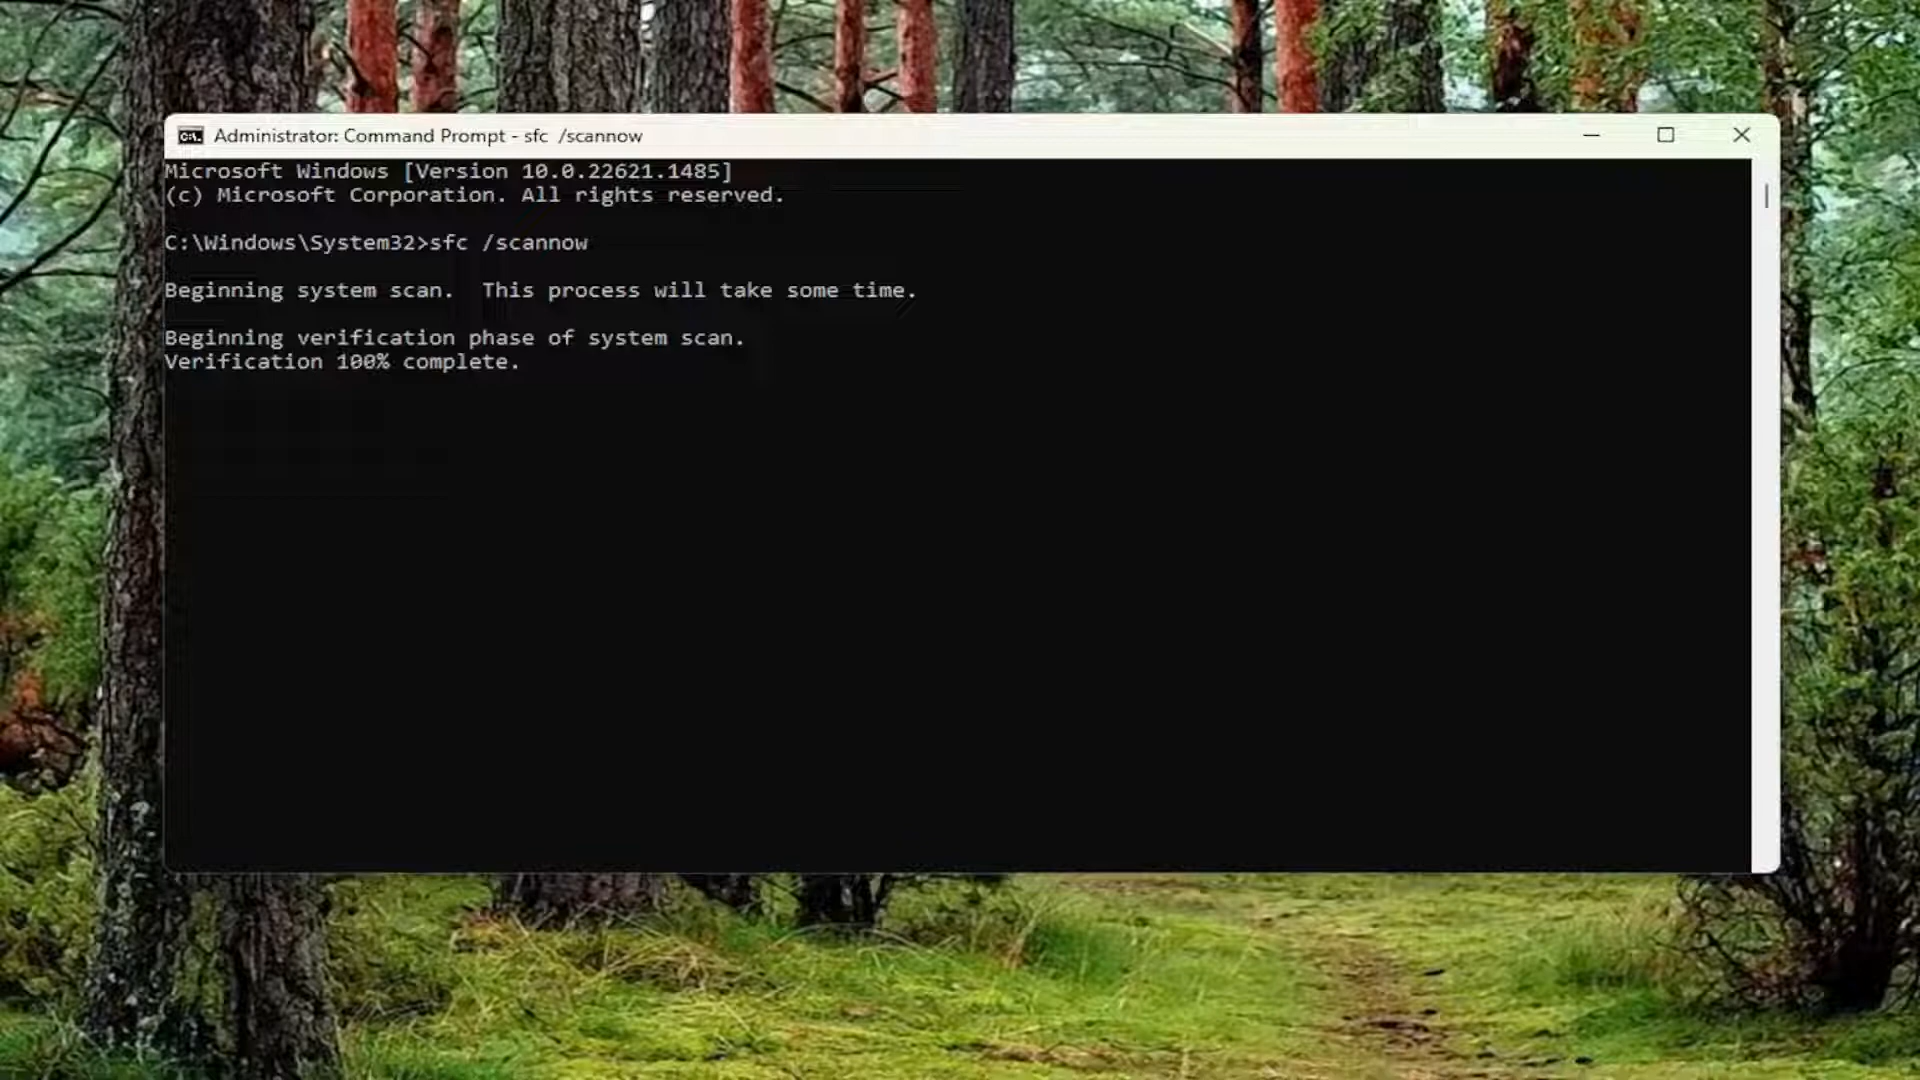 Administrator: Command Prompt - sfc  /scannow
Microsoft Windows [Version 10.0.22621.1485]
(c) Microsoft Corporation. All rights reserved.
C:\Windows\System32>sfc /scannow
Beginning system scan.  This process will take some time.
Beginning verification phase of system scan.
Verification 100% complete.